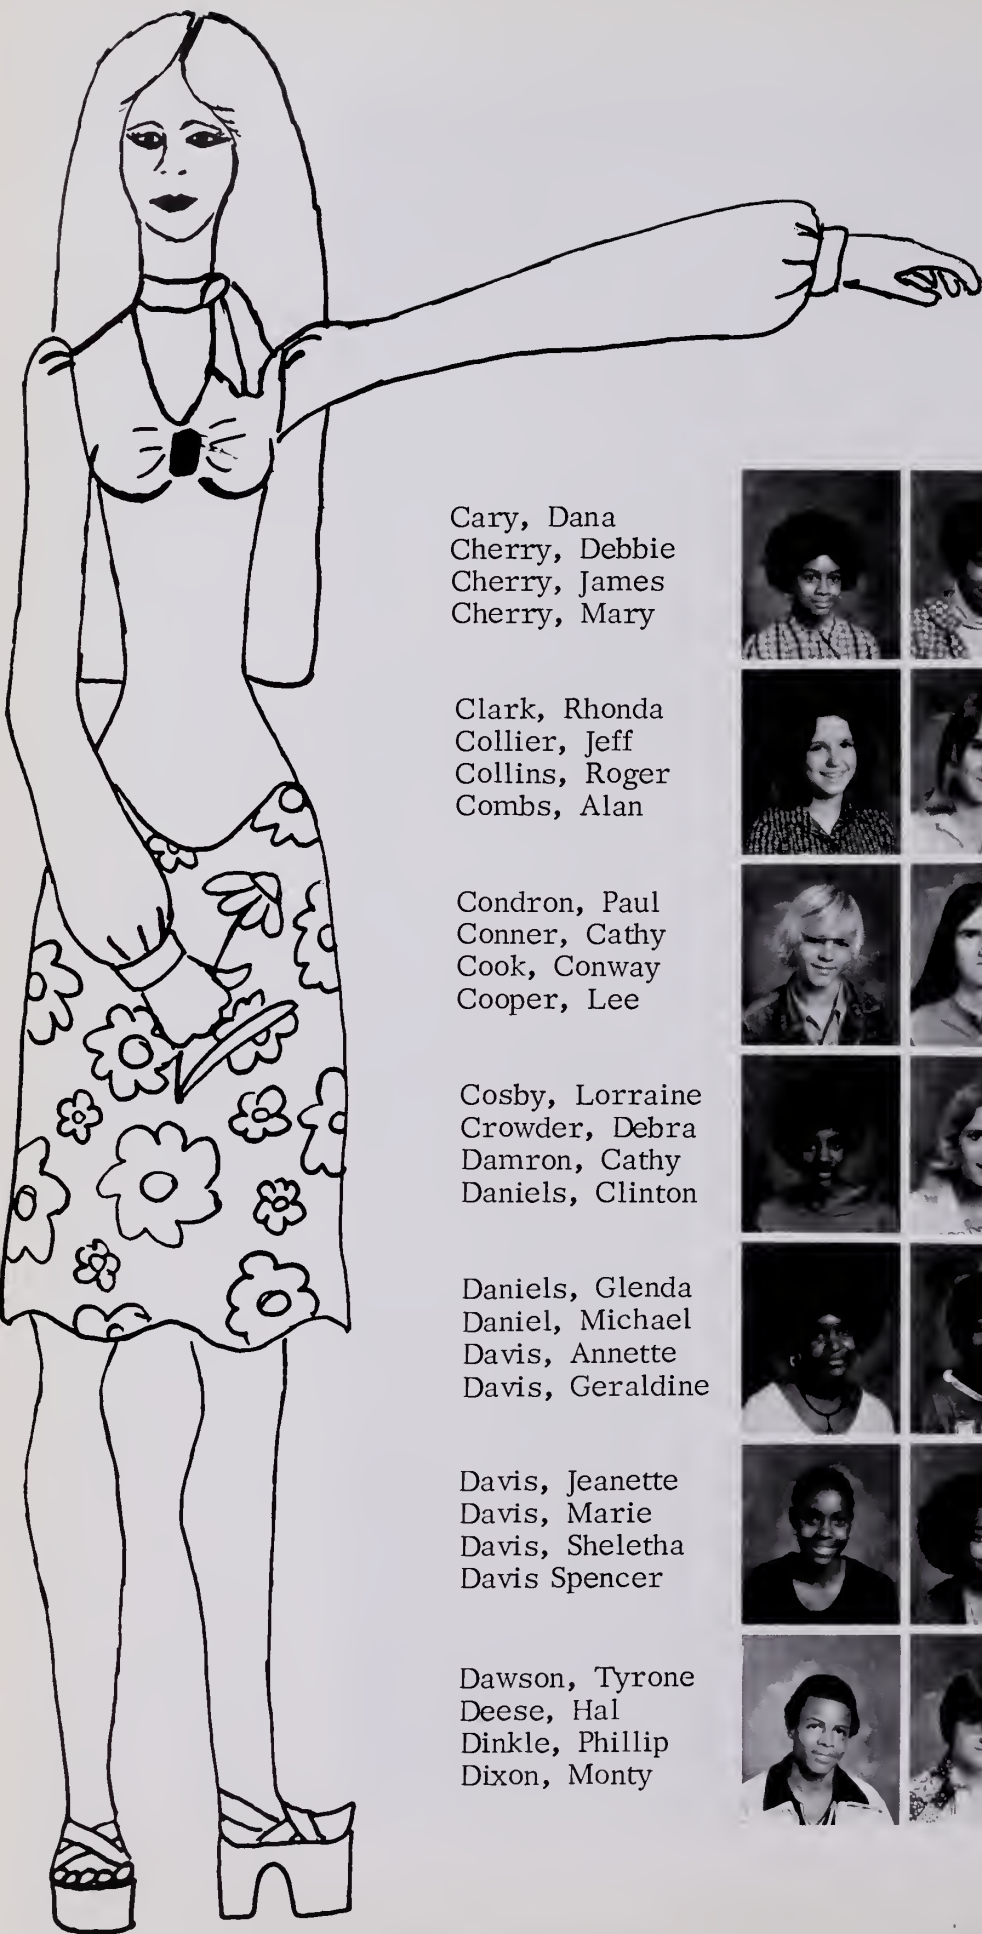 Cary, Dana
Cherry, Debbie
Cherry, James
Cherry, Mary
Clark, Rhonda
Collier, Jeff
Collins, Roger
Combs, Alan
Condron, Paul
Conner, Cathy
Cook, Conway
Cooper, Lee
Cosby, Lorraine
Crowder, Debra
Damron, Cathy
Daniels, Clinton
Daniels, Glenda
Daniel, Michael
Davis, Annette
Davis, Geraldine
Davis, Jeanette
Davis, Marie
Davis, Sheletha
Davis Spencer
Dawson, Tyrone
Deese, Hal
Dinkle, Phillip
Dixon, Monty